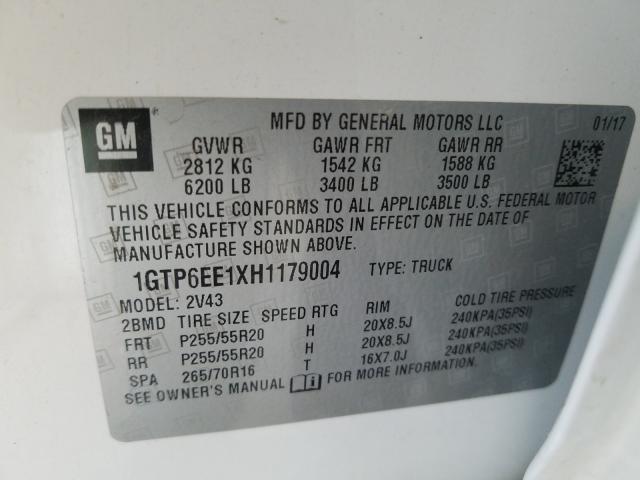 GM MFD BY GENERAL MOTORS LLC 01/17
GVWR GAWR FRT GAWR RR
2812 KG 1542 KG 1588 KG
6200 LB 3400 LB 3500 LB
THIS VEHICLE CONFORMS TO ALL APPLICABLE U.S. FEDERAL MOTOR
VEHICLE SAFETY STANDARDS IN EFFECT ON THE DATE OF
MANUFACTURE SHOWN ABOVE.
1GTP6EE1XH1179004 TYPE: TRUCK
MODEL: 2V43
2BMD TIRE SIZE SPEED RTG RIM COLD TIRE PRESSURE
FRT P255/55R20 H 20X8.5J 240KPA(35PSI)
RR P255/55R20 H 20X8.5J 240KPA(35PSI)
SPA 265/70R16 T 16X7.0J 240KPA(35PSI)
SEE OWNER'S MANUAL FOR MORE INFORMATION.